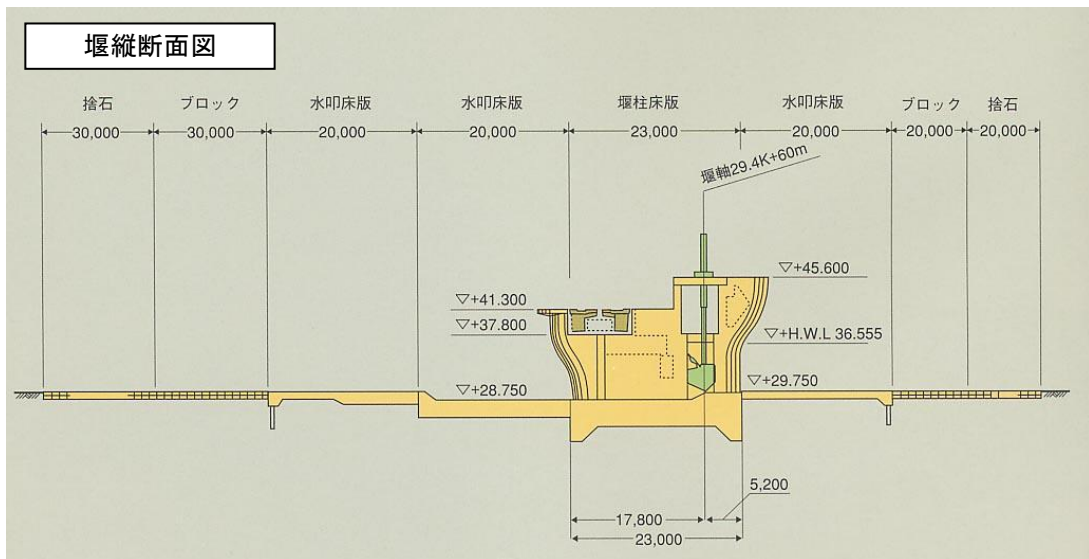 堰縦断面図
捨石 ブロック 水叩床版 水叩床版 堰柱床版 水叩床版 ブロック 捨石
30,000 30,000 20,000 20,000 23,000 20,000 20,000 20,000
堰軸29.4K+60m
▽+45.600
▽+41.300
▽+37.800
▽+H.W.L 36.555
▽+28.750
▽+29.750
5,200
17,800
23,000